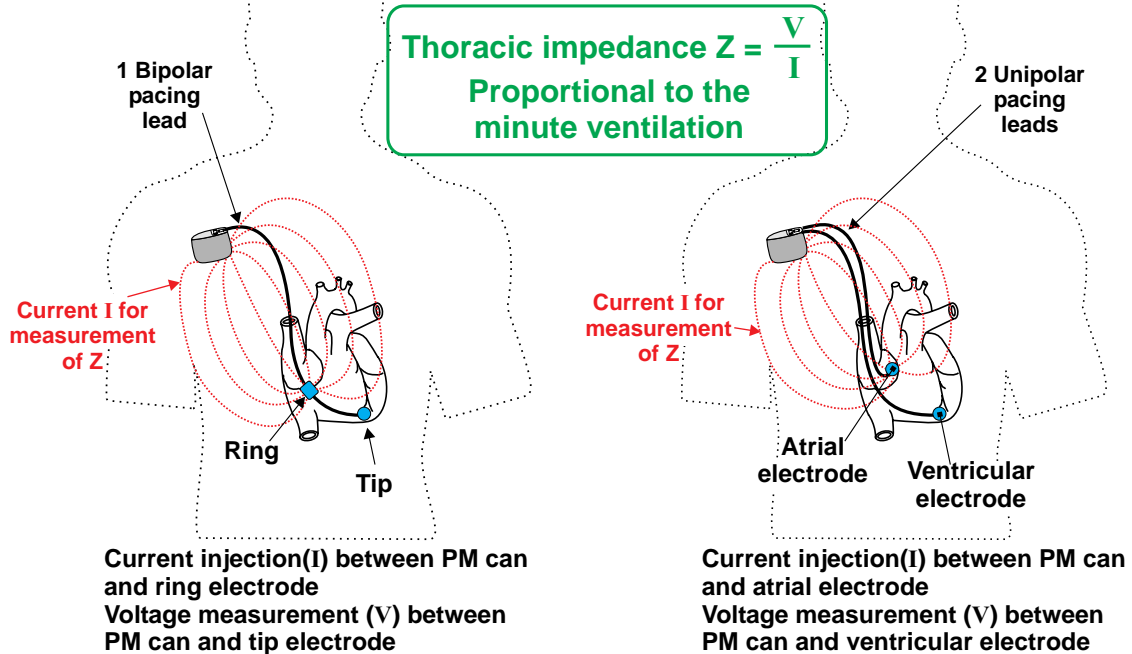 Thoracic impedance Z = V/I
Proportional to the
minute ventilation
1 Bipolar
pacing
lead
2 Unipolar
pacing
leads
Current I for
measurement
of Z
Current I for
measurement
of Z
Ring
Tip
Atrial
electrode
Ventricular
electrode
Current injection(I) between PM can
and ring electrode
Voltage measurement (V) between
PM can and tip electrode
Current injection(I) between PM can
and atrial electrode
Voltage measurement (V) between
PM can and ventricular electrode